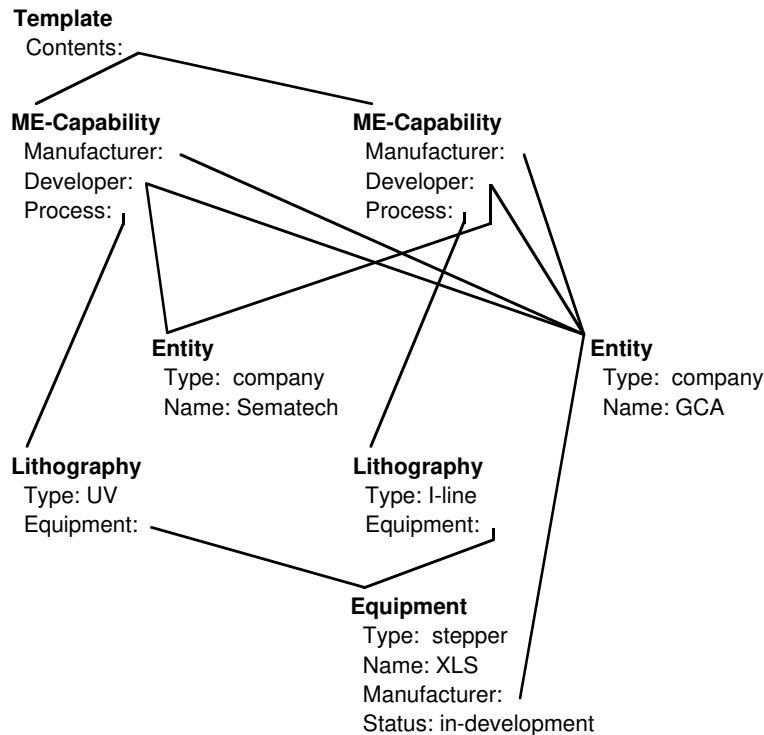 Template
Contents:
ME-Capability
Manufacturer:
Developer:
Process:
ME-Capability
Manufacturer:
Developer:
Process:
Entity
Type: company
Name: Sematech
Entity
Type: company
Name: GCA
Lithography
Type: UV
Equipment:
Lithography
Type: I-line
Equipment:
Equipment
Type: stepper
Name: XLS
Manufacturer:
Status: in-development